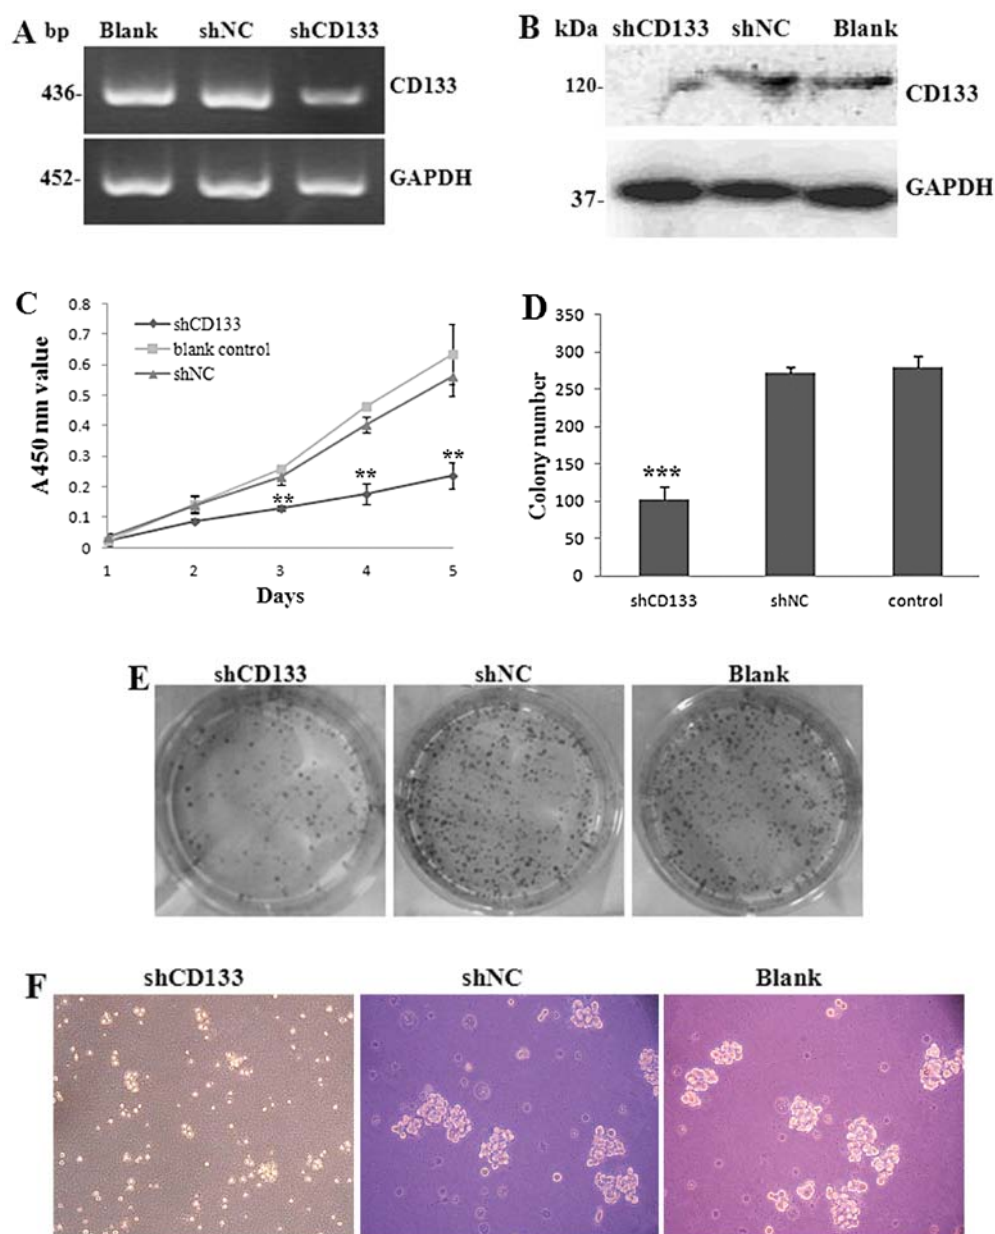 A bp Blank shNC shCD133
436- CD133
452- GAPDH
B kDa shCD133 shNC Blank
120- CD133
37- GAPDH
C
A450 nm value
0.8
0.7
0.6
0.5
0.4
0.3
0.2
0.1
0
shCD133
blank control
shNC
** ** **
1 2 3 4 5
Days
D
Colony number
350
300
250
200
150
100
50
0
***
shCD133 shNC control
E shCD133 shNC Blank
F shCD133 shNC Blank